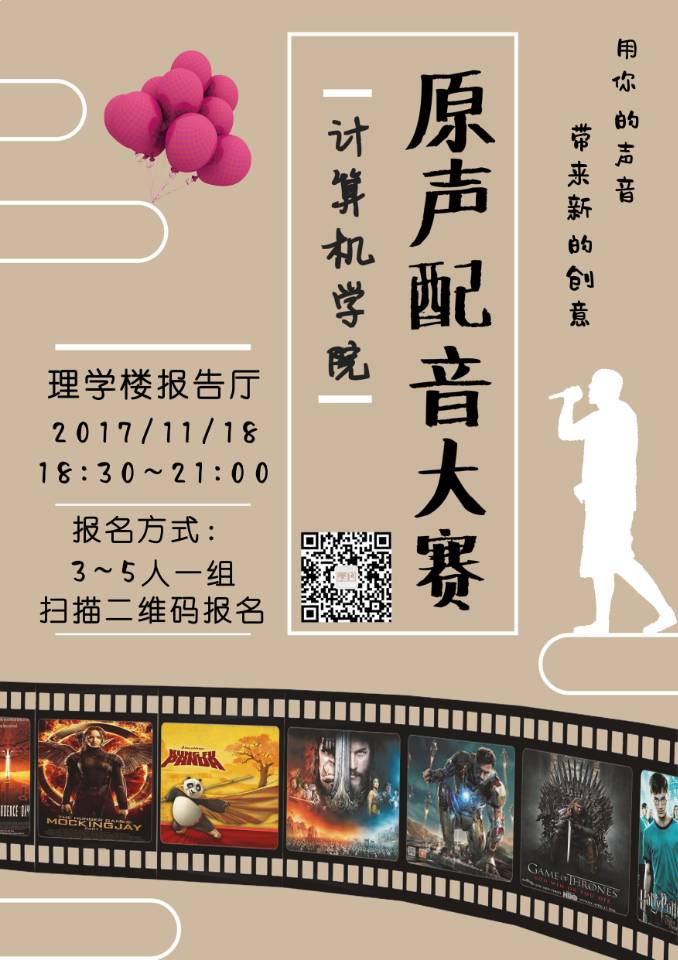 用你的声音
带来新的创意
原声配音大赛
计算机学院
理学楼报告厅
2017/11/18
18:30~21:00
报名方式:
3~5人一组
扫描二维码报名
THE HUNGER GAMES
MOCKINGJAY
KUNG FU
PANDA
GAME OF THRONES
HBO
Harry Potter